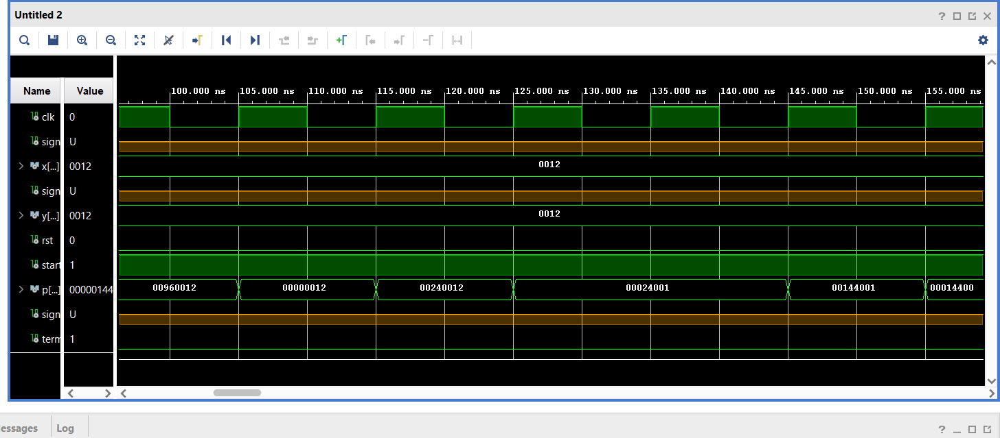 Untitled 2
Name Value
100.000 ns 105.000 ns 110.000 ns 115.000 ns 120.000 ns 125.000 ns 130.000 ns 135.000 ns 140.000 ns 145.000 ns 150.000 ns 155.000 ns
clk 0
sign U
x[...] 0012 0012
sign U
y[...] 0012 0012
rst 0
start 1
p[...] 00000144 00960012 00000012 00240012 00024001 00144001 00014400
sign U
term 1
essages Log